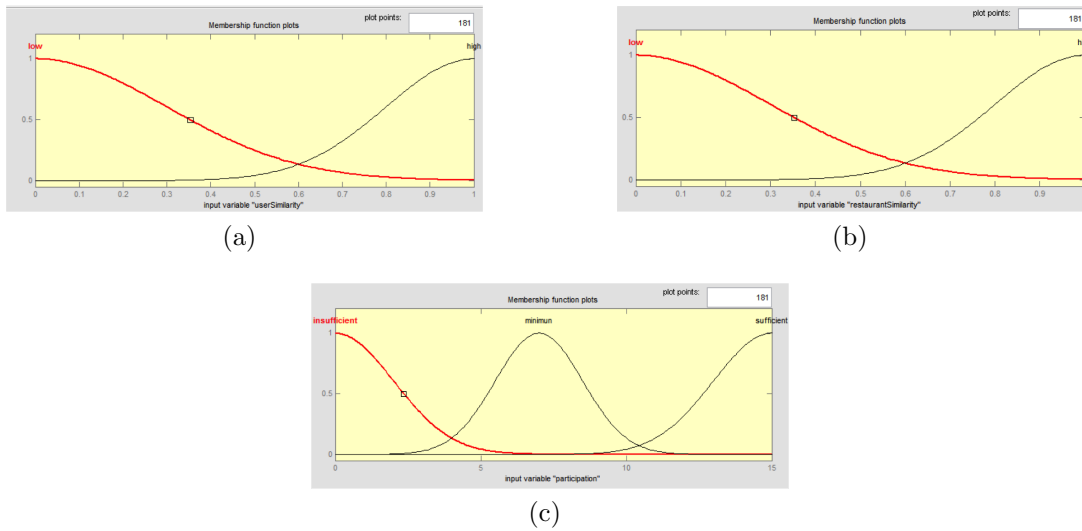 plot points: 181
Membership function plots
low
high
1
0.5
0
0 0.1 0.2 0.3 0.4 0.5 0.6 0.7 0.8 0.9 1
input variable "userSimilarity"
(a)
plot points: 181
Membership function plots
low
h
1
0.5
0
0 0.1 0.2 0.3 0.4 0.5 0.6 0.7 0.8 0.9
input variable "restaurantSimilarity"
(b)
plot points: 181
Membership function plots
insufficient minimun sufficient
1
0.5
0
0 5 10 15
input variable "participation"
(c)